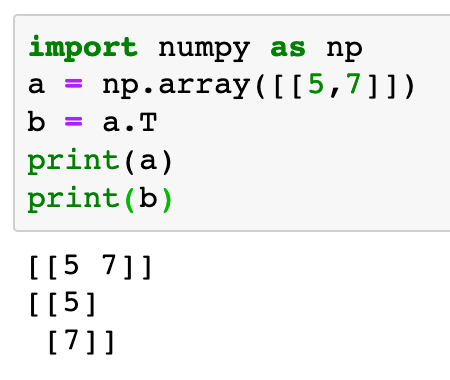 import numpy as np
a = np.array([[5,7]])
b = a.T
print(a)
print(b)
[[5 7]]
[[5]
 [7]]